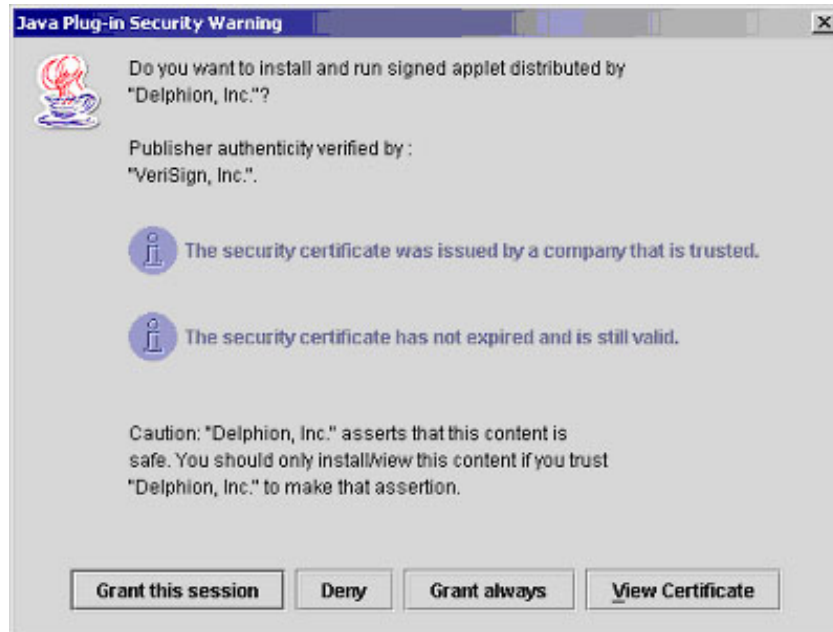 Java Plug-in Security Warning
Do you want to install and run signed applet distributed by
"Delphion, Inc."?
Publisher authenticity verified by :
"VeriSign, Inc.".
The security certificate was issued by a company that is trusted.
The security certificate has not expired and is still valid.
Caution: "Delphion, Inc." asserts that this content is
safe. You should only install/view this content if you trust
"Delphion, Inc." to make that assertion.
Grant this session Deny Grant always View Certificate